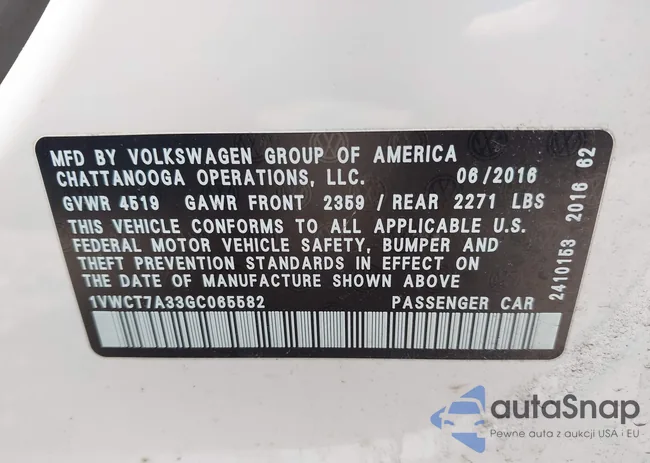 MFD BY VOLKSWAGEN GROUP OF AMERICA
CHATTANOOGA OPERATIONS, LLC. 06/2016
GVWR 4519 GAWR FRONT 2359 / REAR 2271 LBS
THIS VEHICLE CONFORMS TO ALL APPLICABLE U.S.
FEDERAL MOTOR VEHICLE SAFETY, BUMPER AND
THEFT PREVENTION STANDARDS IN EFFECT ON
THE DATE OF MANUFACTURE SHOWN ABOVE
1VWCT7A33GC065582 PASSENGER CAR
2410153 2016 62
autaSnap
Pewne auta z aukcji USA i EU